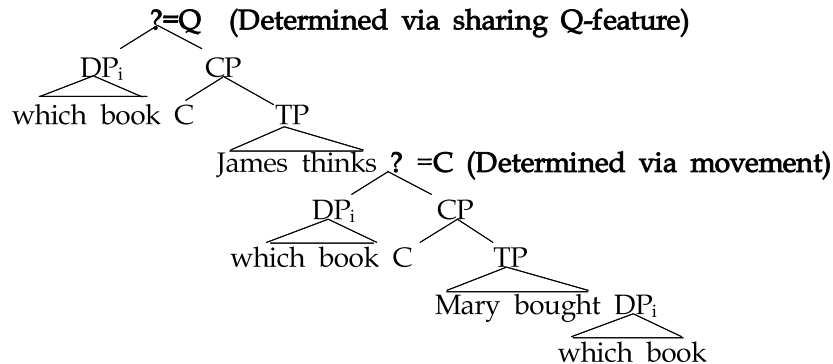 ?=Q (Determined via sharing Q-feature)
DPi CP
which book C TP
James thinks ? =C (Determined via movement)
DPi CP
which book C TP
Mary bought DPi
which book